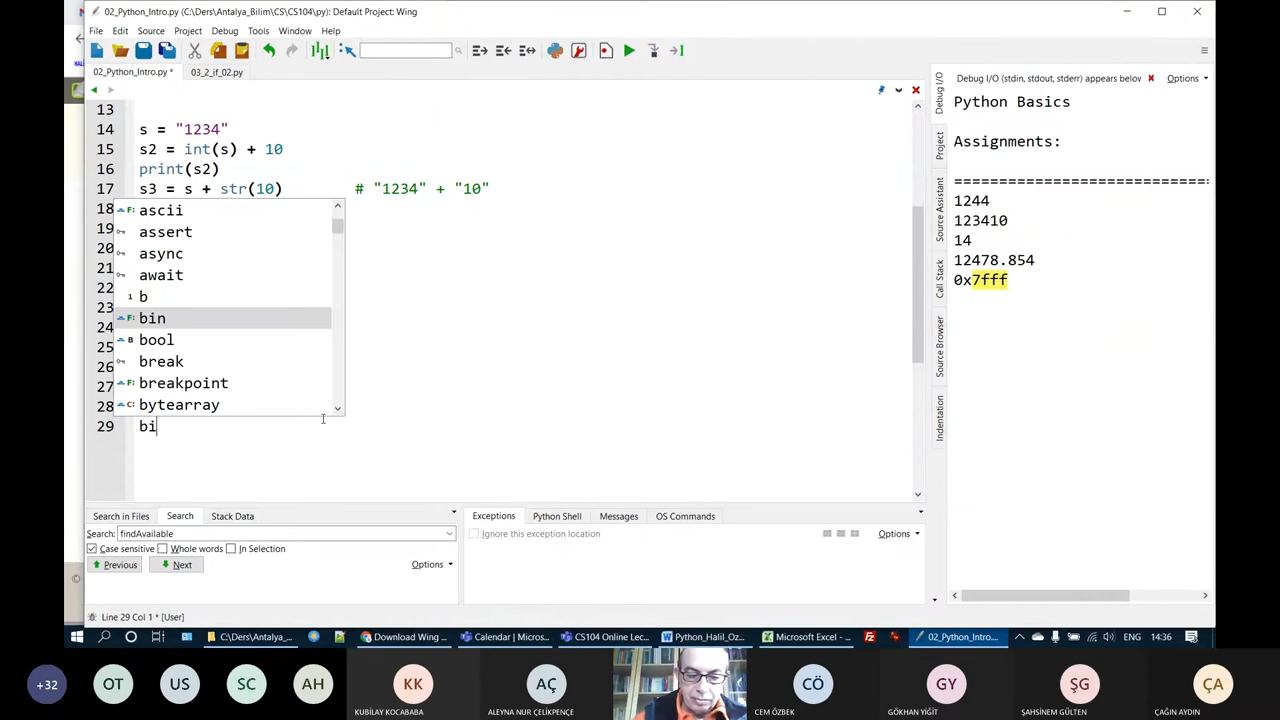 02_Python_Intro.py (C:\Ders\Antalya_Bilim\CS\CS104\py): Default Project: Wing
File Edit Source Project Debug Tools Window Help
02_Python_Intro.py * 03_2_if_02.py
13
14 s = "1234"
15 s2 = int(s) + 10
16 print(s2)
17 s3 = s + str(10) # "1234" + "10"
18
19
20
21
22
23
24
25
26
27
28
29 bi
F: ascii
assert
async
await
1 b
F: bin
B bool
break
F: breakpoint
C: bytearray
Debug I/O (stdin, stdout, stderr) appears below Options
Python Basics
Assignments:
==============================
1244
123410
14
12478.854
0x7fff
Debug I/O
Project
Source Assistant
Call Stack
Source Browser
Indentation
Search in Files Search Stack Data
Search: findAvailable
Case sensitive Whole words In Selection
Previous Next Options
Exceptions Python Shell Messages OS Commands
Ignore this exception location Options
Line 29 Col 1 * [User]
C:\Ders\Antalya_... Download Wing ... Calendar | Micros... CS104 Online Lec... Python_Halil_Oz... Microsoft Excel - ... 02_Python_Intro.... ENG 14:36
+32 OT US SC AH KK AÇ CÖ GY ŞG ÇA
KUBİLAY KOCABABA ALEYNA NUR ÇELİKPENÇE CEM ÖZBEK GÖKHAN YİĞİT ŞAHSİNEM GÜLTEN ÇAĞIN AYDIN